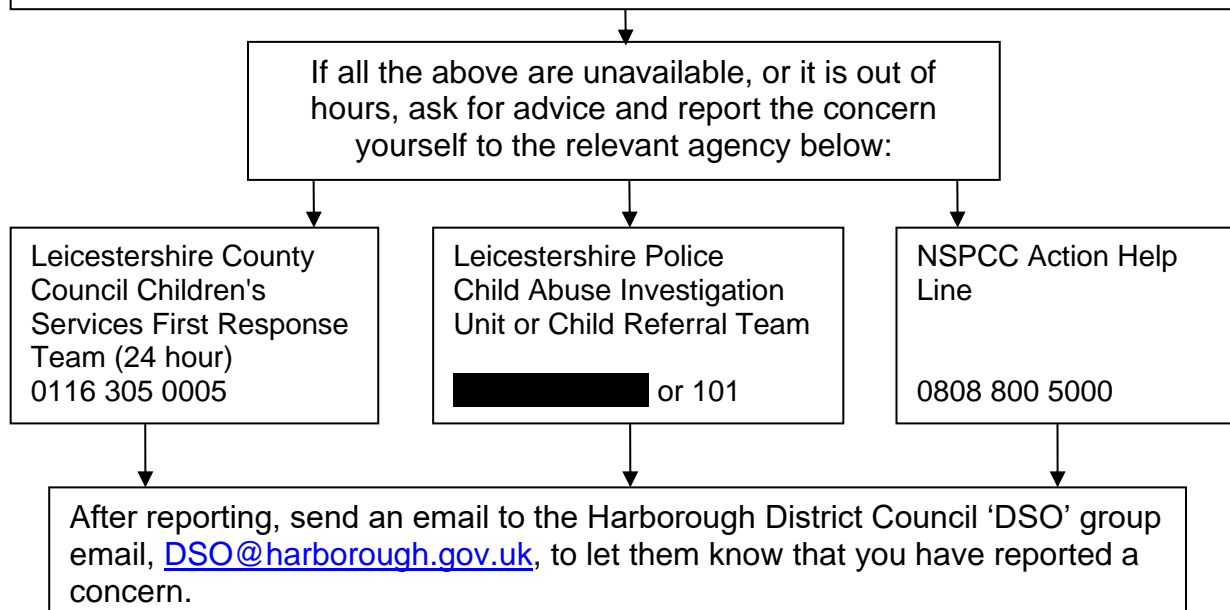 If all the above are unavailable, or it is out of
hours, ask for advice and report the concern
yourself to the relevant agency below:
Leicestershire County
Council Children's
Services First Response
Team (24 hour)
0116 305 0005
Leicestershire Police
Child Abuse Investigation
Unit or Child Referral Team
or 101
NSPCC Action Help
Line
0808 800 5000
After reporting, send an email to the Harborough District Council ‘DSO’ group
email, DSO@harborough.gov.uk, to let them know that you have reported a
concern.